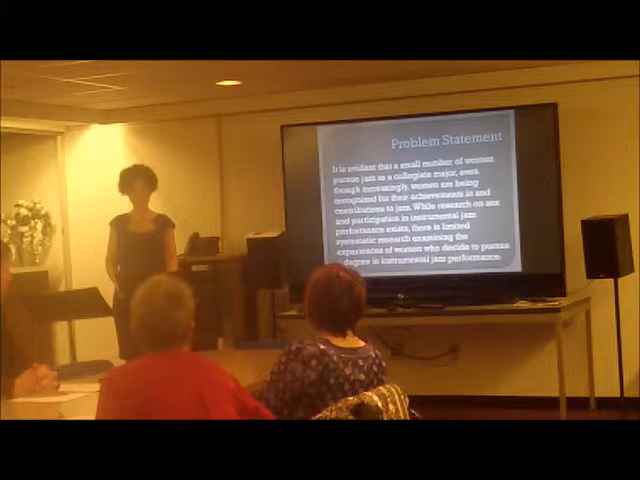 Problem Statement
It is evident that a small number of women
pursue jazz as a collegiate major, even
though increasingly, women are being
recognized for their achievements in and
contributions to jazz. While research on sex
and participation in instrumental jazz
performance exists, there is limited
systematic research examining the
experiences of women who decide to pursue
degree in instrumental jazz performance.